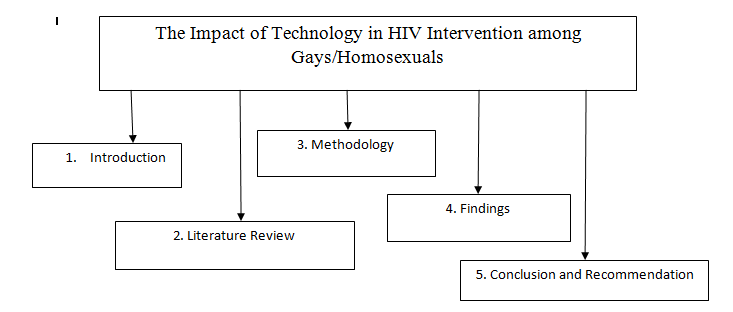 The Impact of Technology in HIV Intervention among
Gays/Homosexuals
1. Introduction
2. Literature Review
3. Methodology
4. Findings
5. Conclusion and Recommendation